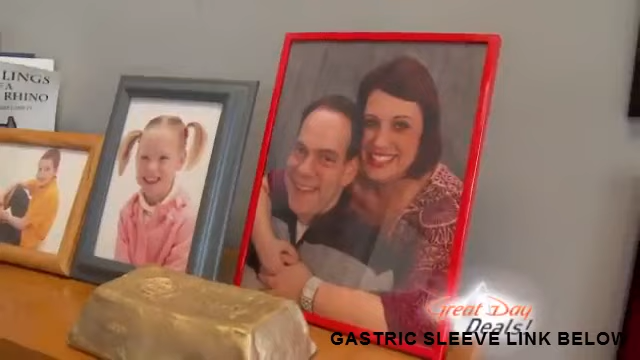 LINGS
F A
RHINO
Great Day
Deals!
GASTRIC SLEEVE LINK BELOW